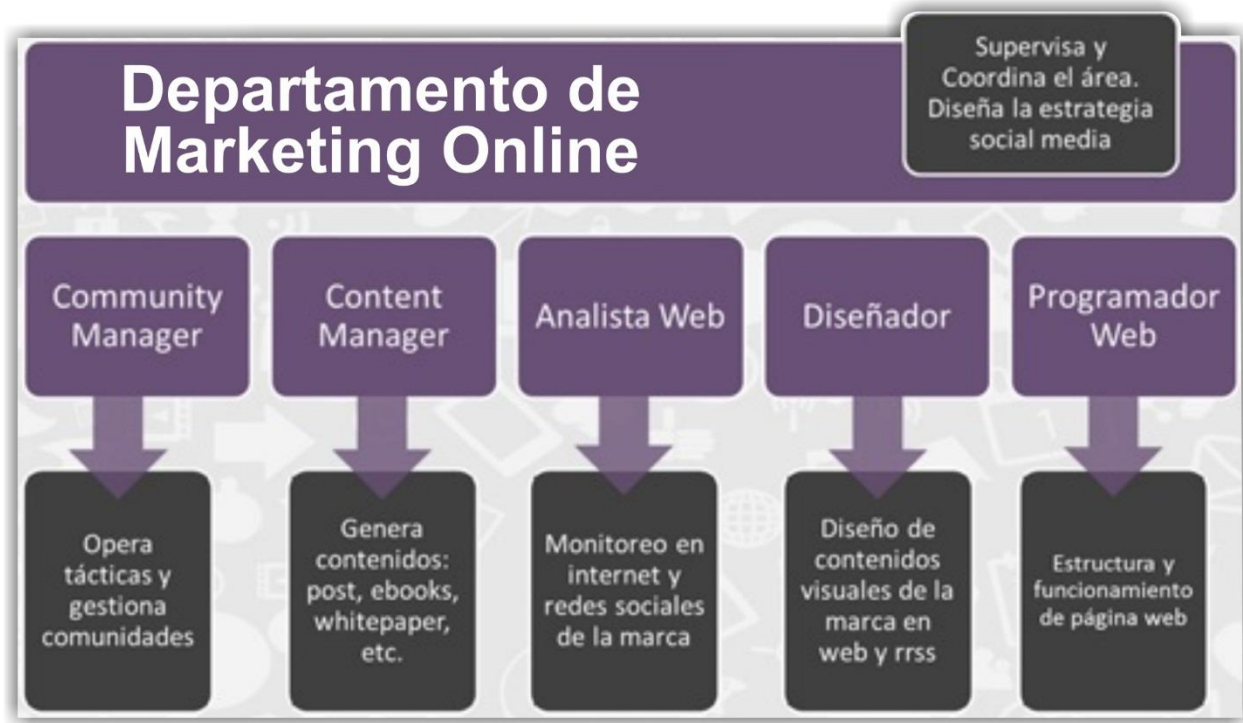 Departamento de
Marketing Online
Supervisa y
Coordina el área.
Diseña la estrategia
social media
Community
Manager
Content
Manager
Analista Web
Diseñador
Programador
Web
Opera
tácticas y
gestiona
comunidades
Genera
contenidos:
post, ebooks,
whitepaper,
etc.
Monitoreo en
internet y
redes sociales
de la marca
Diseño de
contenidos
visuales de la
marca en
web y rrss
Estructura y
funcionamiento
de página web